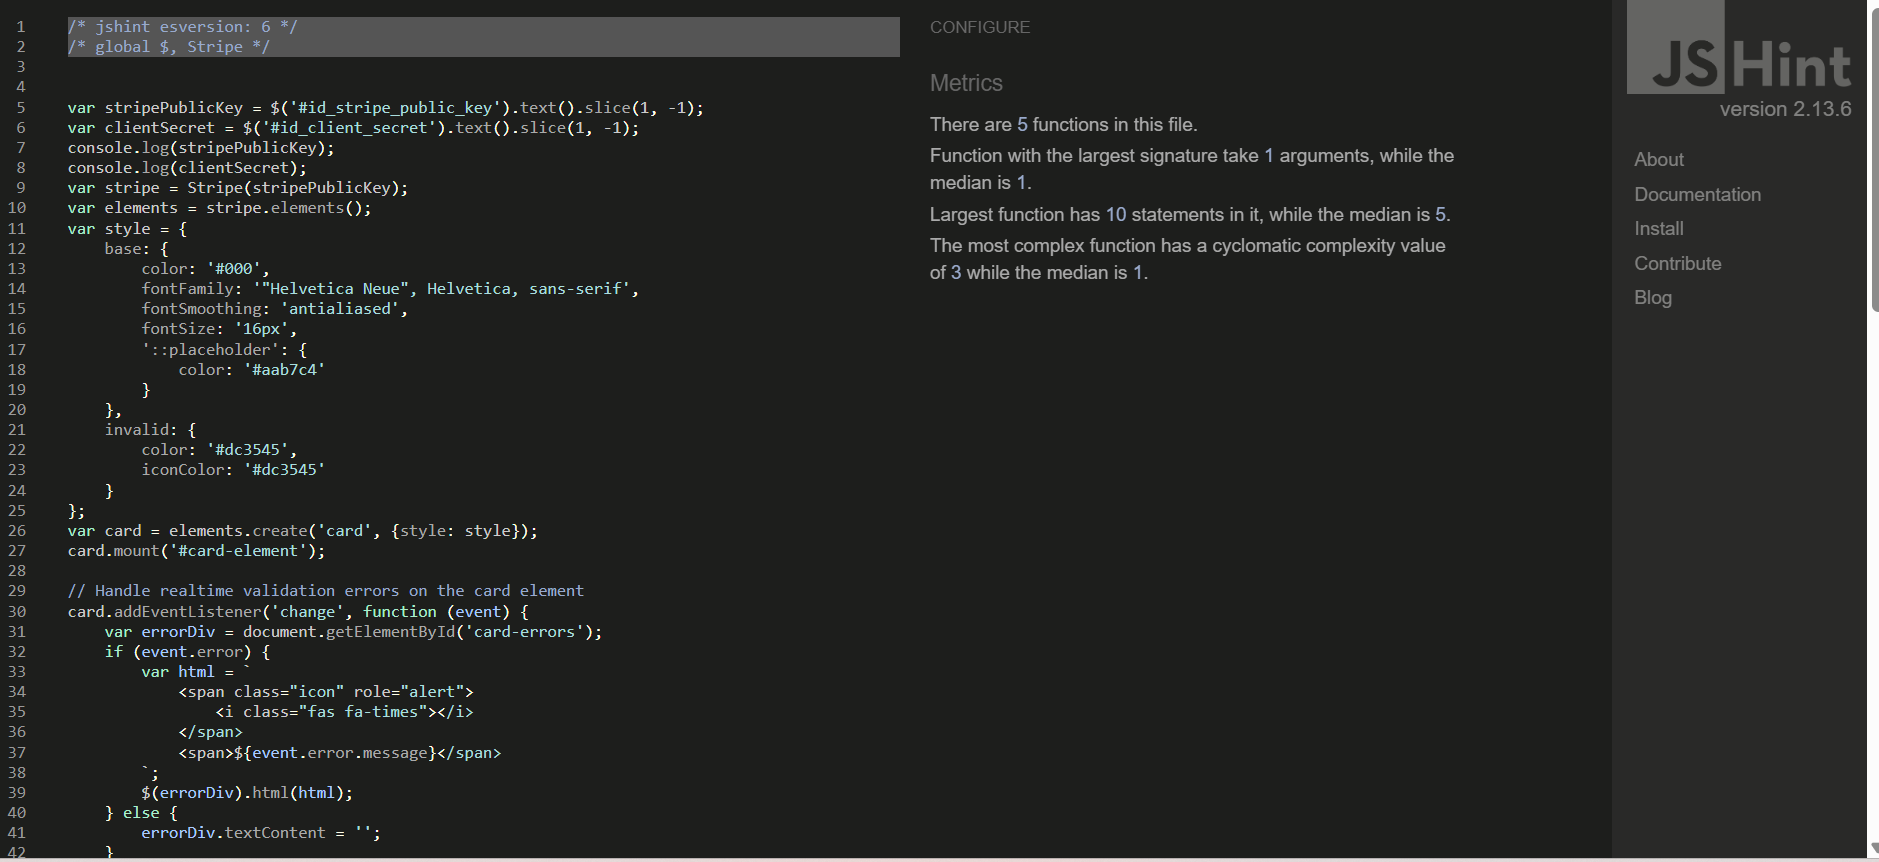 1 /* jshint esversion: 6 */
2 /* global $, Stripe */
3
4
5 var stripePublicKey = $('#id_stripe_public_key').text().slice(1, -1);
6 var clientSecret = $('#id_client_secret').text().slice(1, -1);
7 console.log(stripePublicKey);
8 console.log(clientSecret);
9 var stripe = Stripe(stripePublicKey);
10 var elements = stripe.elements();
11 var style = {
12     base: {
13         color: '#000',
14         fontFamily: '"Helvetica Neue", Helvetica, sans-serif',
15         fontSmoothing: 'antialiased',
16         fontSize: '16px',
17         '::placeholder': {
18             color: '#aab7c4'
19         }
20     },
21     invalid: {
22         color: '#dc3545',
23         iconColor: '#dc3545'
24     }
25 };
26 var card = elements.create('card', {style: style});
27 card.mount('#card-element');
28
29 // Handle realtime validation errors on the card element
30 card.addEventListener('change', function (event) {
31     var errorDiv = document.getElementById('card-errors');
32     if (event.error) {
33         var html = `
34             <span class="icon" role="alert">
35                 <i class="fas fa-times"></i>
36             </span>
37             <span>${event.error.message}</span>
38         `;
39         $(errorDiv).html(html);
40     } else {
41         errorDiv.textContent = '';
42     }
CONFIGURE
Metrics
There are 5 functions in this file.
Function with the largest signature take 1 arguments, while the
median is 1.
Largest function has 10 statements in it, while the median is 5.
The most complex function has a cyclomatic complexity value
of 3 while the median is 1.
JSHint
version 2.13.6
About
Documentation
Install
Contribute
Blog